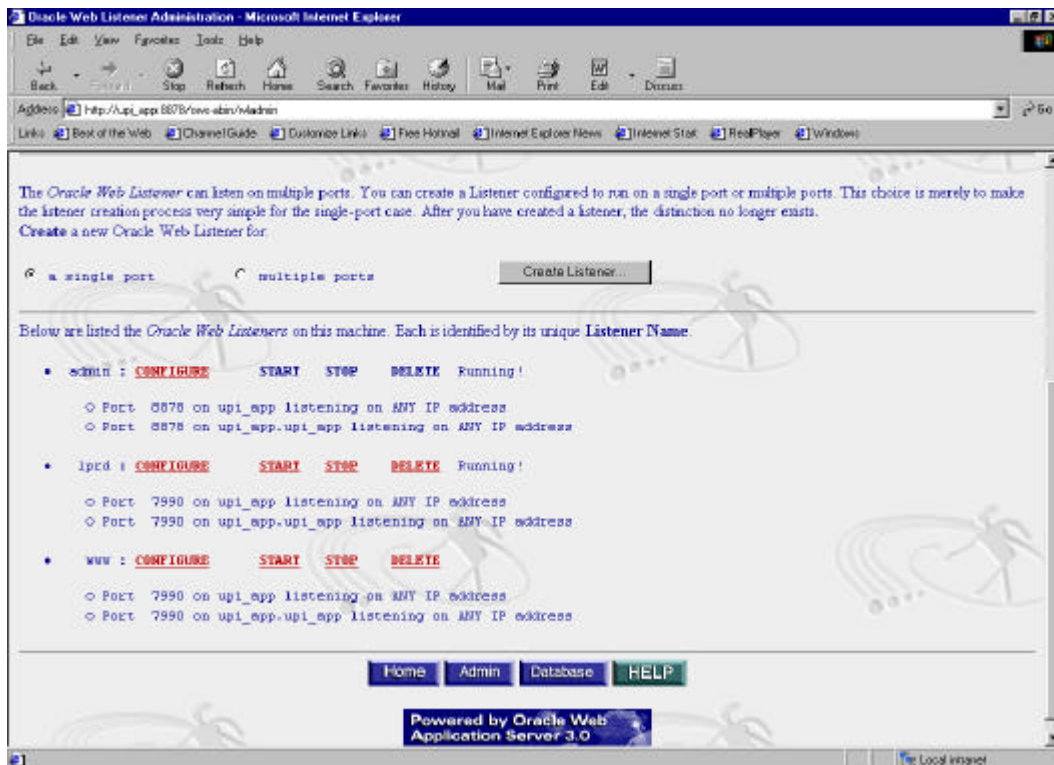 Oracle Web Listener Administration - Microsoft Internet Explorer
File Edit View Favorites Tools Help
Back Forward Stop Refresh Home Search Favorites History Mail Print Edit Discuss
Address http://upi_app:8878/ows-abin/wladmin Go
Links Best of the Web Channel Guide Customize Links Free Hotmail Internet Explorer News Internet Start RealPlayer Windows
The Oracle Web Listener can listen on multiple ports. You can create a Listener configured to run on a single port or multiple ports. This choice is merely to make
the listener creation process very simple for the single-port case. After you have created a listener, the distinction no longer exists.
Create a new Oracle Web Listener for:
a single port multiple ports Create Listener...
Below are listed the Oracle Web Listeners on this machine. Each is identified by its unique Listener Name.
admin : CONFIGURE START STOP DELETE Running!
Port 8878 on upi_app listening on ANY IP address
Port 8878 on upi_app.upi_app listening on ANY IP address
lprd : CONFIGURE START STOP DELETE Running!
Port 7990 on upi_app listening on ANY IP address
Port 7990 on upi_app.upi_app listening on ANY IP address
www : CONFIGURE START STOP DELETE
Port 7990 on upi_app listening on ANY IP address
Port 7990 on upi_app.upi_app listening on ANY IP address
Home Admin Database HELP
Powered by Oracle Web
Application Server 3.0
Local intranet